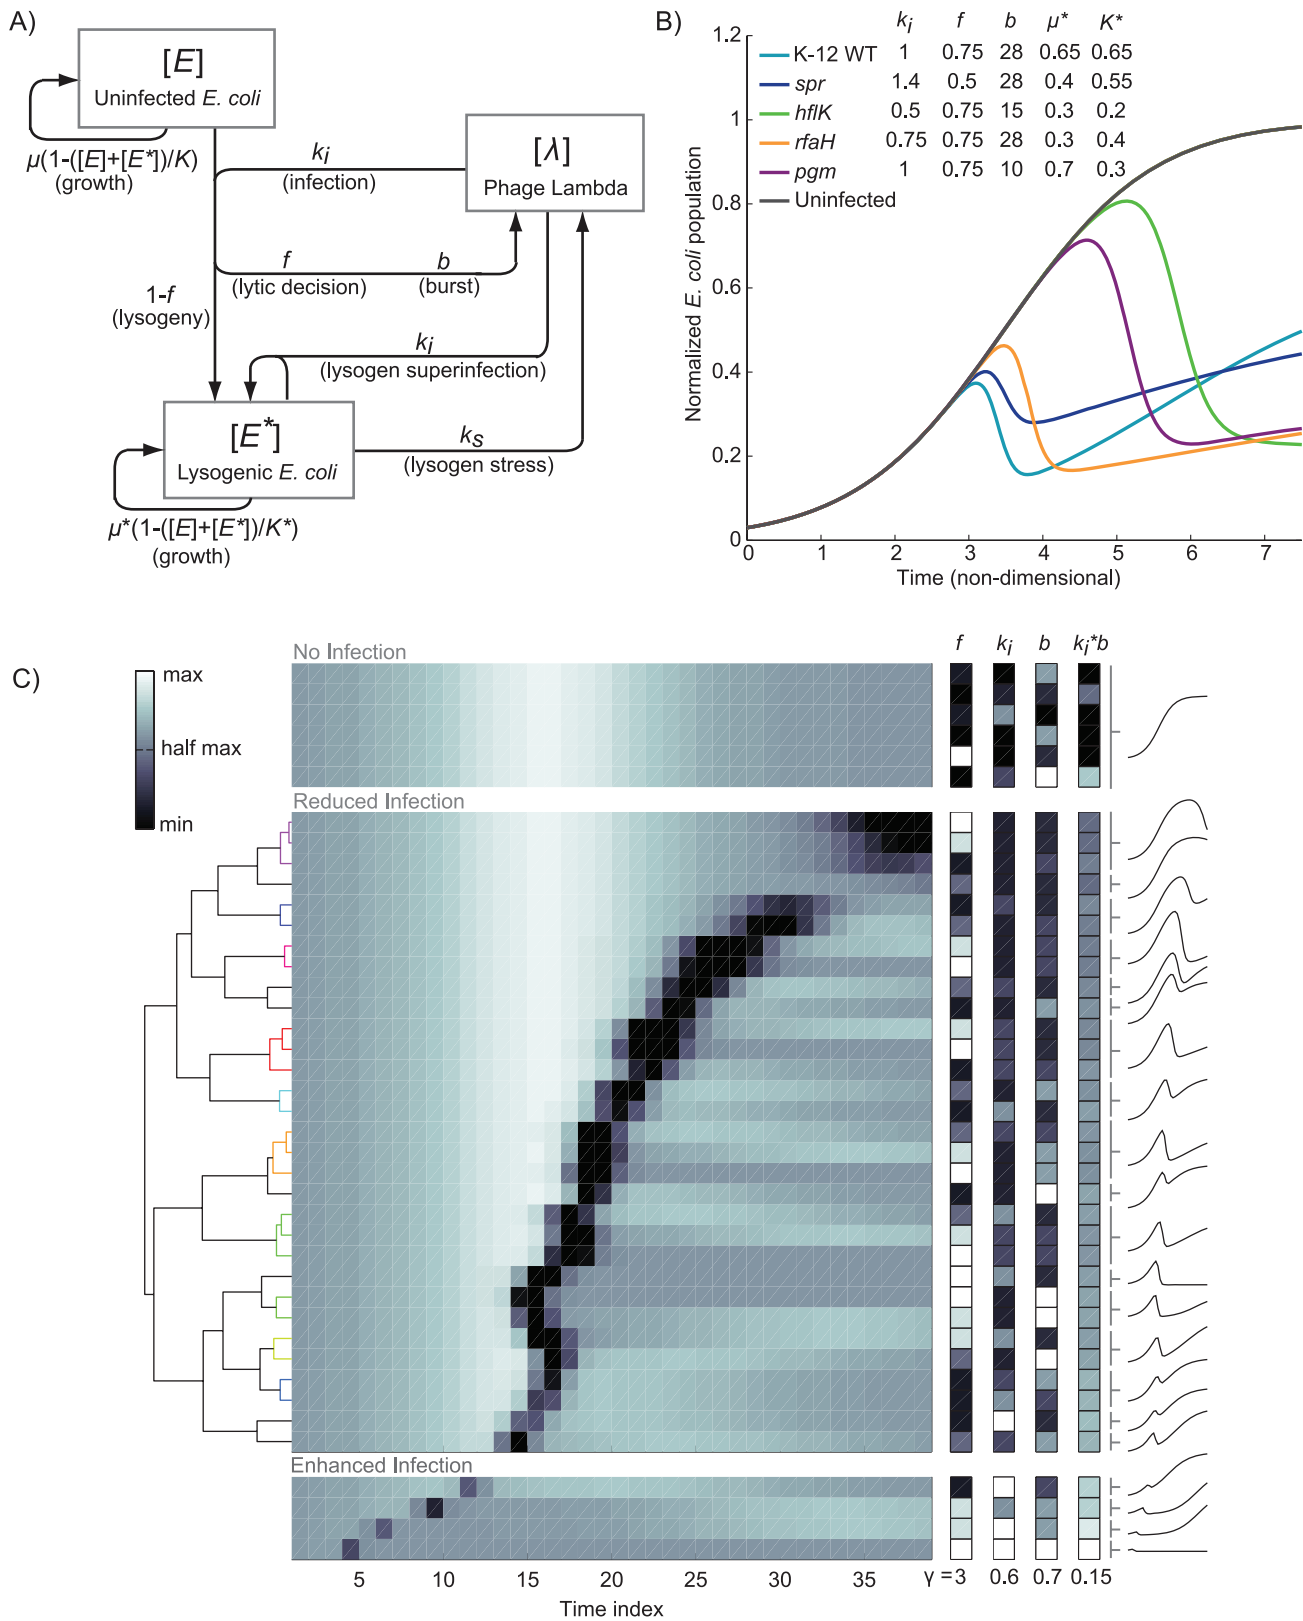 A)
[E]
Uninfected E. coli
μ(1-([E]+[E*])/K)
(growth)
k_i
(infection)
[λ]
Phage Lambda
f
(lytic decision)
b
(burst)
1-f
(lysogeny)
k_i
(lysogen superinfection)
[E*]
Lysogenic E. coli
k_S
(lysogen stress)
μ*(1-([E]+[E*])/K*)
(growth)
B)
k_i f b μ* K*
K-12 WT 1 0.75 28 0.65 0.65
spr 1.4 0.5 28 0.4 0.55
hflK 0.5 0.75 15 0.3 0.2
rfaH 0.75 0.75 28 0.3 0.4
pgm 1 0.75 10 0.7 0.3
Uninfected
Normalized E. coli population
1.2
1
0.8
0.6
0.4
0.2
0
0 1 2 3 4 5 6 7
Time (non-dimensional)
C)
max
half max
min
No Infection
f k_i b k_i*b
Reduced Infection
Enhanced Infection
5 10 15 20 25 30 35
Time index
γ =3 0.6 0.7 0.15